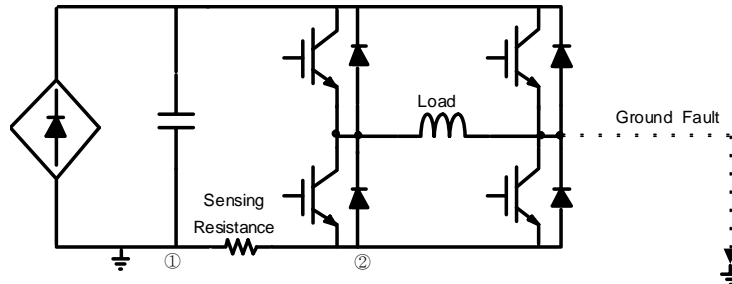 Load
Ground Fault
Sensing
Resistance
①
②